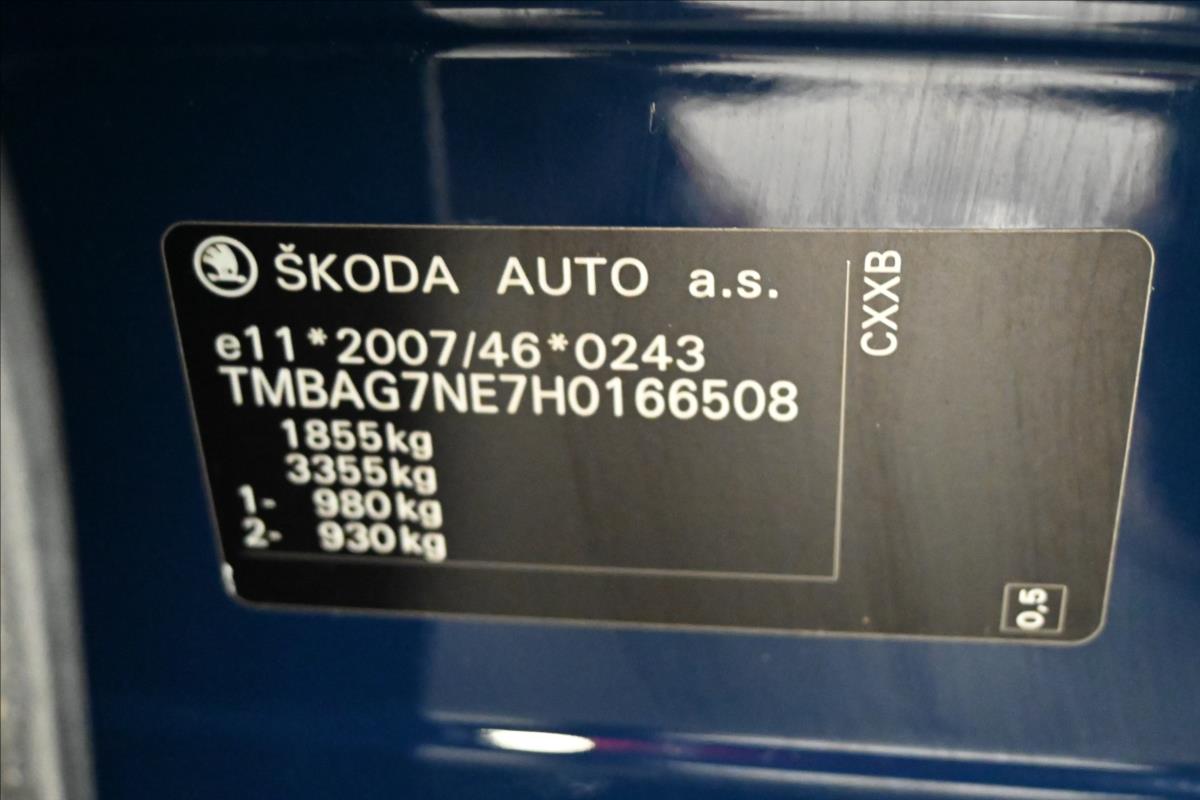 ŠKODA AUTO a.s.
e11*2007/46*0243
TMBAG7NE7H0166508
1855kg
3355kg
1- 980kg
2- 930kg
CXXB
0,5